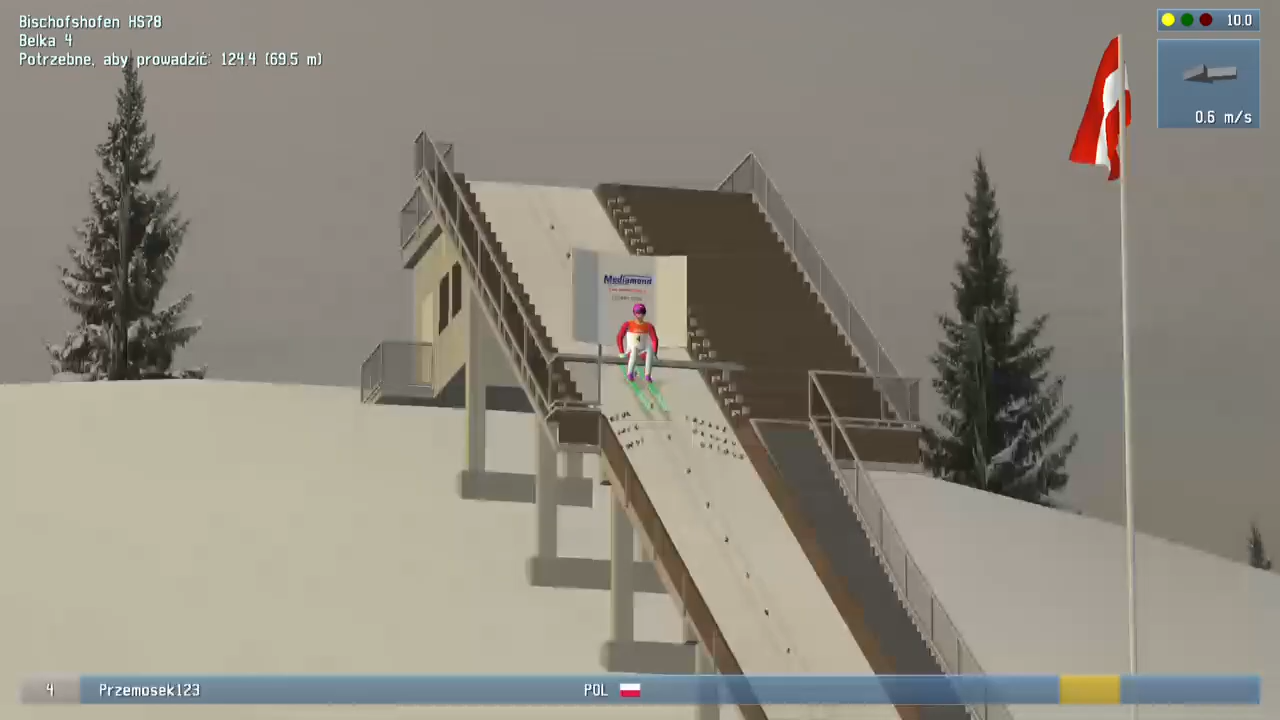 Bischofshofen HS78
Belka 4
Potrzebne, aby prowadzić: 124.4 (69.5 m)
10.0
0.6 m/s
Mediamond
4
4 Przemosek123 POL